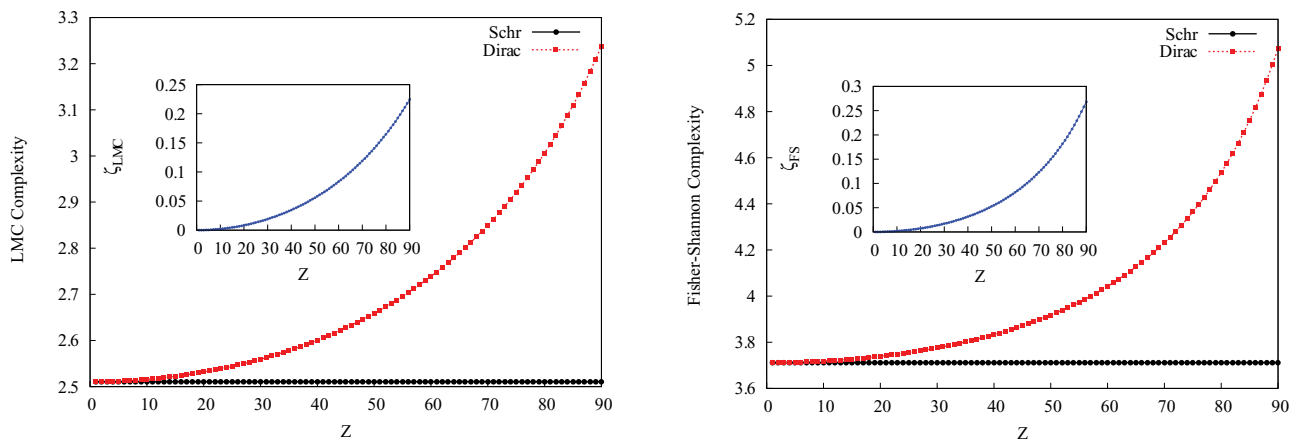 LMC Complexity
3.3
3.2
3.1
3
2.9
2.8
2.7
2.6
2.5
0 10 20 30 40 50 60 70 80 90
Z
Schr
Dirac
ζLMC
0.25
0.2
0.15
0.1
0.05
0
0 10 20 30 40 50 60 70 80 90
Z
Fisher-Shannon Complexity
5.2
5
4.8
4.6
4.4
4.2
4
3.8
3.6
0 10 20 30 40 50 60 70 80 90
Z
Schr
Dirac
ζFS
0.3
0.25
0.2
0.15
0.1
0.05
0
0 10 20 30 40 50 60 70 80 90
Z